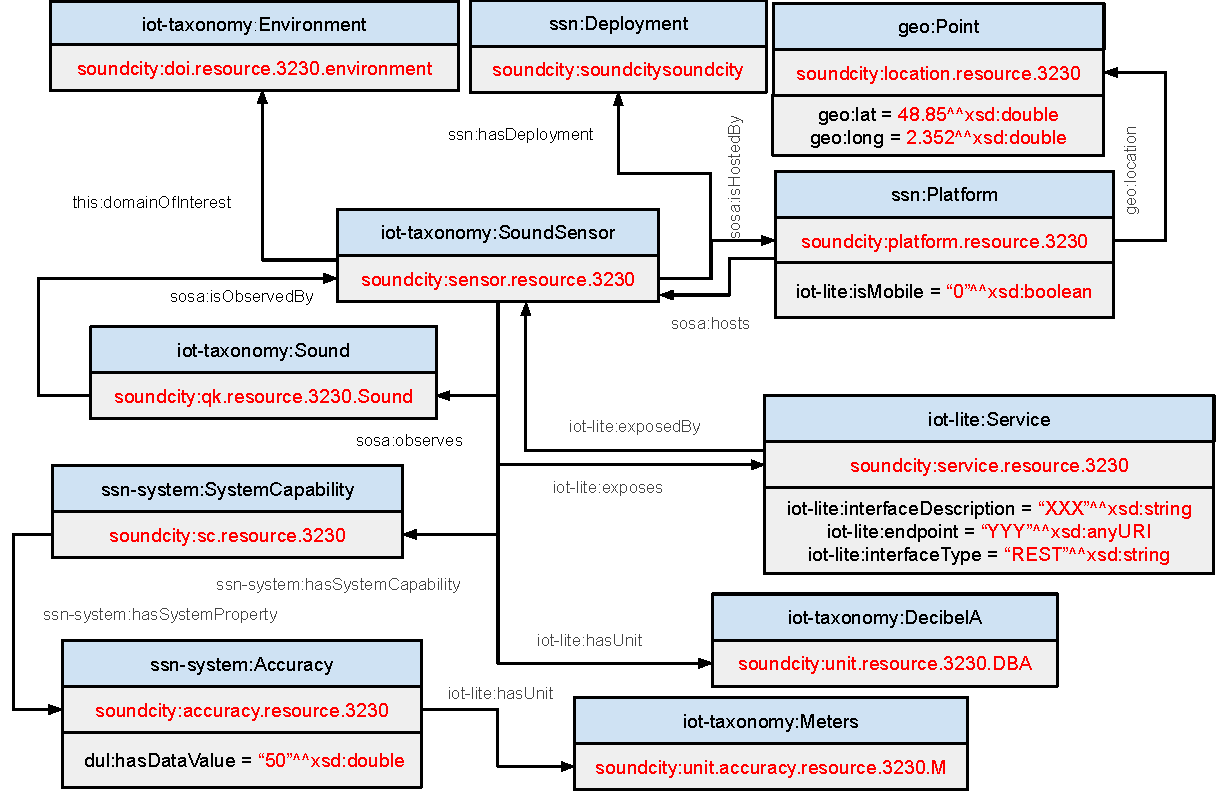 iot-taxonomy:Environment
soundcity:doi.resource.3230.environment
ssn:Deployment
soundcity:soundcitysoundcity
geo:Point
soundcity:location.resource.3230
geo:lat = 48.85^^xsd:double
geo:long = 2.352^^xsd:double
ssn:hasDeployment
sosa:isHostedBy
geo:location
this:domainOfInterest
ssn:Platform
soundcity:platform.resource.3230
iot-lite:isMobile = “0”^^xsd:boolean
iot-taxonomy:SoundSensor
soundcity:sensor.resource.3230
sosa:isObservedBy
sosa:hosts
iot-taxonomy:Sound
soundcity:qk.resource.3230.Sound
sosa:observes
iot-lite:exposedBy
iot-lite:exposes
iot-lite:Service
soundcity:service.resource.3230
iot-lite:interfaceDescription = “XXX”^^xsd:string
iot-lite:endpoint = “YYY”^^xsd:anyURI
iot-lite:interfaceType = “REST”^^xsd:string
ssn-system:SystemCapability
soundcity:sc.resource.3230
ssn-system:hasSystemCapability
ssn-system:hasSystemProperty
iot-lite:hasUnit
iot-taxonomy:DecibelA
soundcity:unit.resource.3230.DBA
ssn-system:Accuracy
soundcity:accuracy.resource.3230
dul:hasDataValue = “50”^^xsd:double
iot-lite:hasUnit
iot-taxonomy:Meters
soundcity:unit.accuracy.resource.3230.M